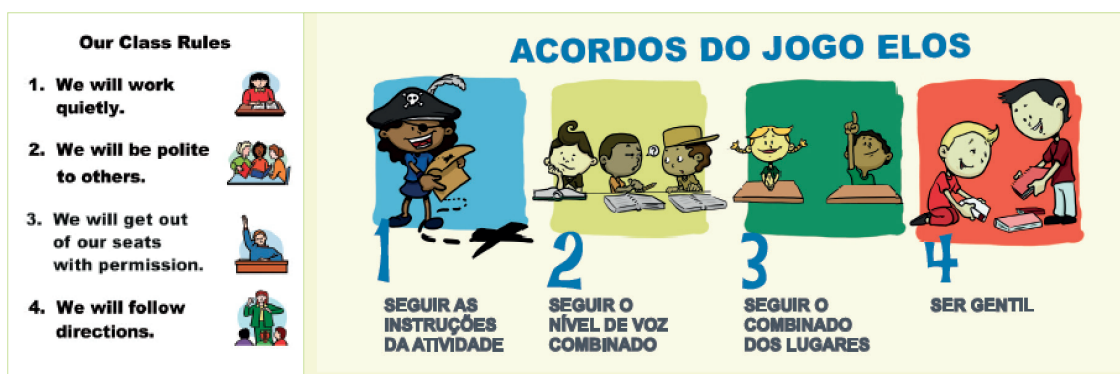 Our Class Rules
1. We will work
quietly.
2. We will be polite
to others.
3. We will get out
of our seats
with permission.
4. We will follow
directions.
ACORDOS DO JOGO ELOS
1
SEGUIR AS
INSTRUÇÕES
DA ATIVIDADE
?
2
SEGUIR O
NÍVEL DE VOZ
COMBINADO
3
SEGUIR O
COMBINADO
DOS LUGARES
4
SER GENTIL